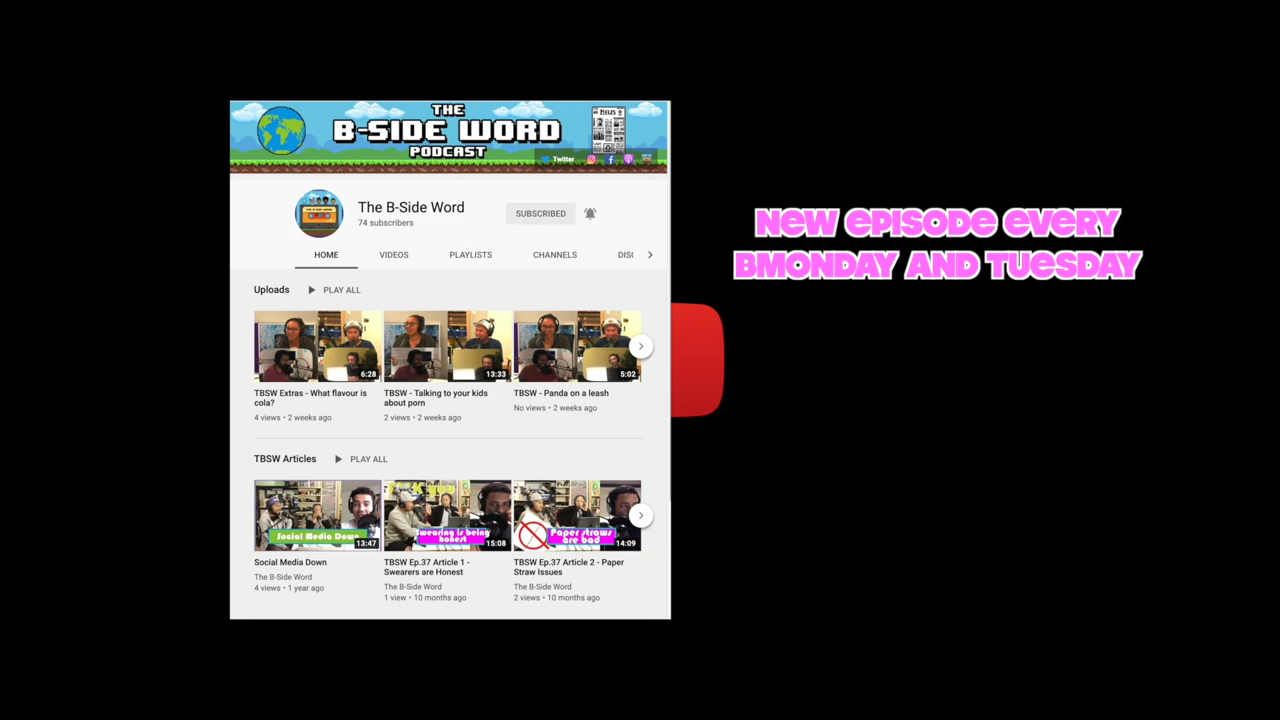 THE
B-SIDE WORD
PODCAST
NEWS
Twitter
The B-Side Word
74 subscribers
SUBSCRIBED
HOME
VIDEOS
PLAYLISTS
CHANNELS
DISC
Uploads
PLAY ALL
6:28
13:33
5:02
TBSW Extras - What flavour is
cola?
4 views • 2 weeks ago
TBSW - Talking to your kids
about porn
2 views • 2 weeks ago
TBSW - Panda on a leash
No views • 2 weeks ago
TBSW Articles
PLAY ALL
Social Media Down
13:47
Swearing is being
honest
15:08
Paper straws
are bad
14:09
Social Media Down
The B-Side Word
4 views • 1 year ago
TBSW Ep.37 Article 1 -
Swearers are Honest
The B-Side Word
1 view • 10 months ago
TBSW Ep.37 Article 2 - Paper
Straw Issues
The B-Side Word
2 views • 10 months ago
New episode every
BMonday and Tuesday